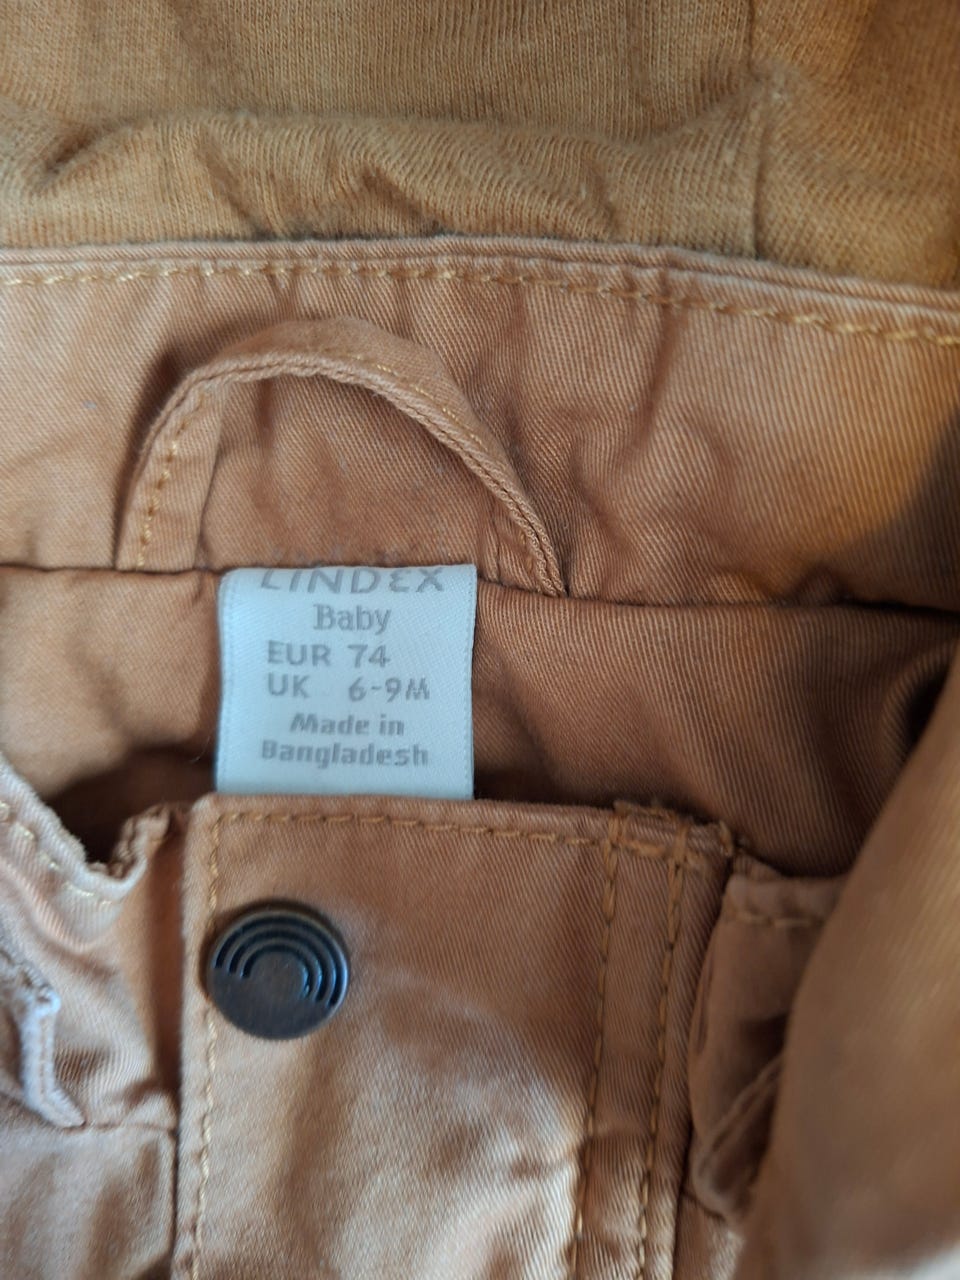 LINDEX
Baby
EUR 74
UK 6-9M
Made in
Bangladesh